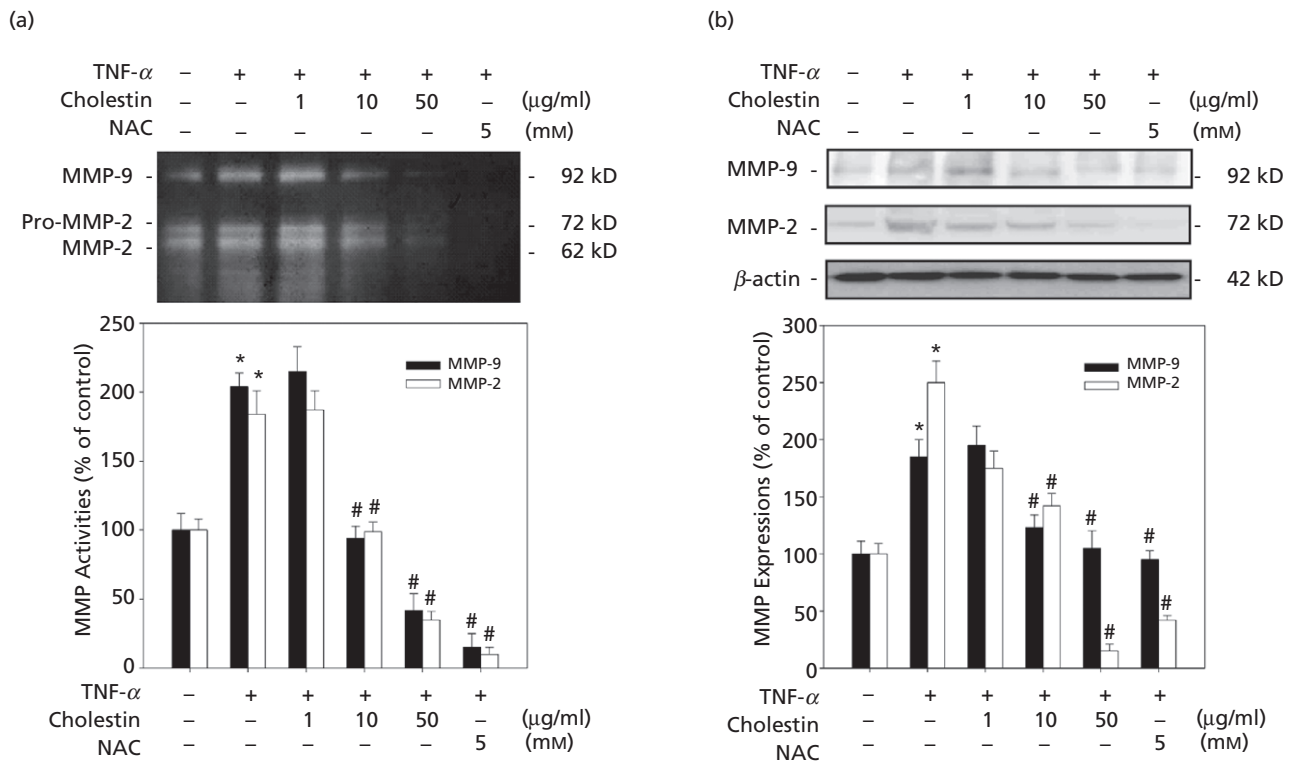 (a)
TNF-α – + + + + +
Cholestin – – 1 10 50 – (μg/ml)
NAC – – – – – 5 (mM)
MMP-9 - - 92 kD
Pro-MMP-2 - - 72 kD
MMP-2 - - 62 kD
MMP Activities (% of control)
250
200
150
100
50
0
MMP-9
MMP-2
* *
# #
# #
# #
TNF-α – + + + + +
Cholestin – – 1 10 50 – (μg/ml)
NAC – – – – – 5 (mM)
(b)
TNF-α – + + + + +
Cholestin – – 1 10 50 – (μg/ml)
NAC – – – – – 5 (mM)
MMP-9 - - 92 kD
MMP-2 - - 72 kD
β-actin - - 42 kD
MMP Expressions (% of control)
300
250
200
150
100
50
0
MMP-9
MMP-2
* *
# #
# #
# #
TNF-α – + + + + +
Cholestin – – 1 10 50 – (μg/ml)
NAC – – – – – 5 (mM)